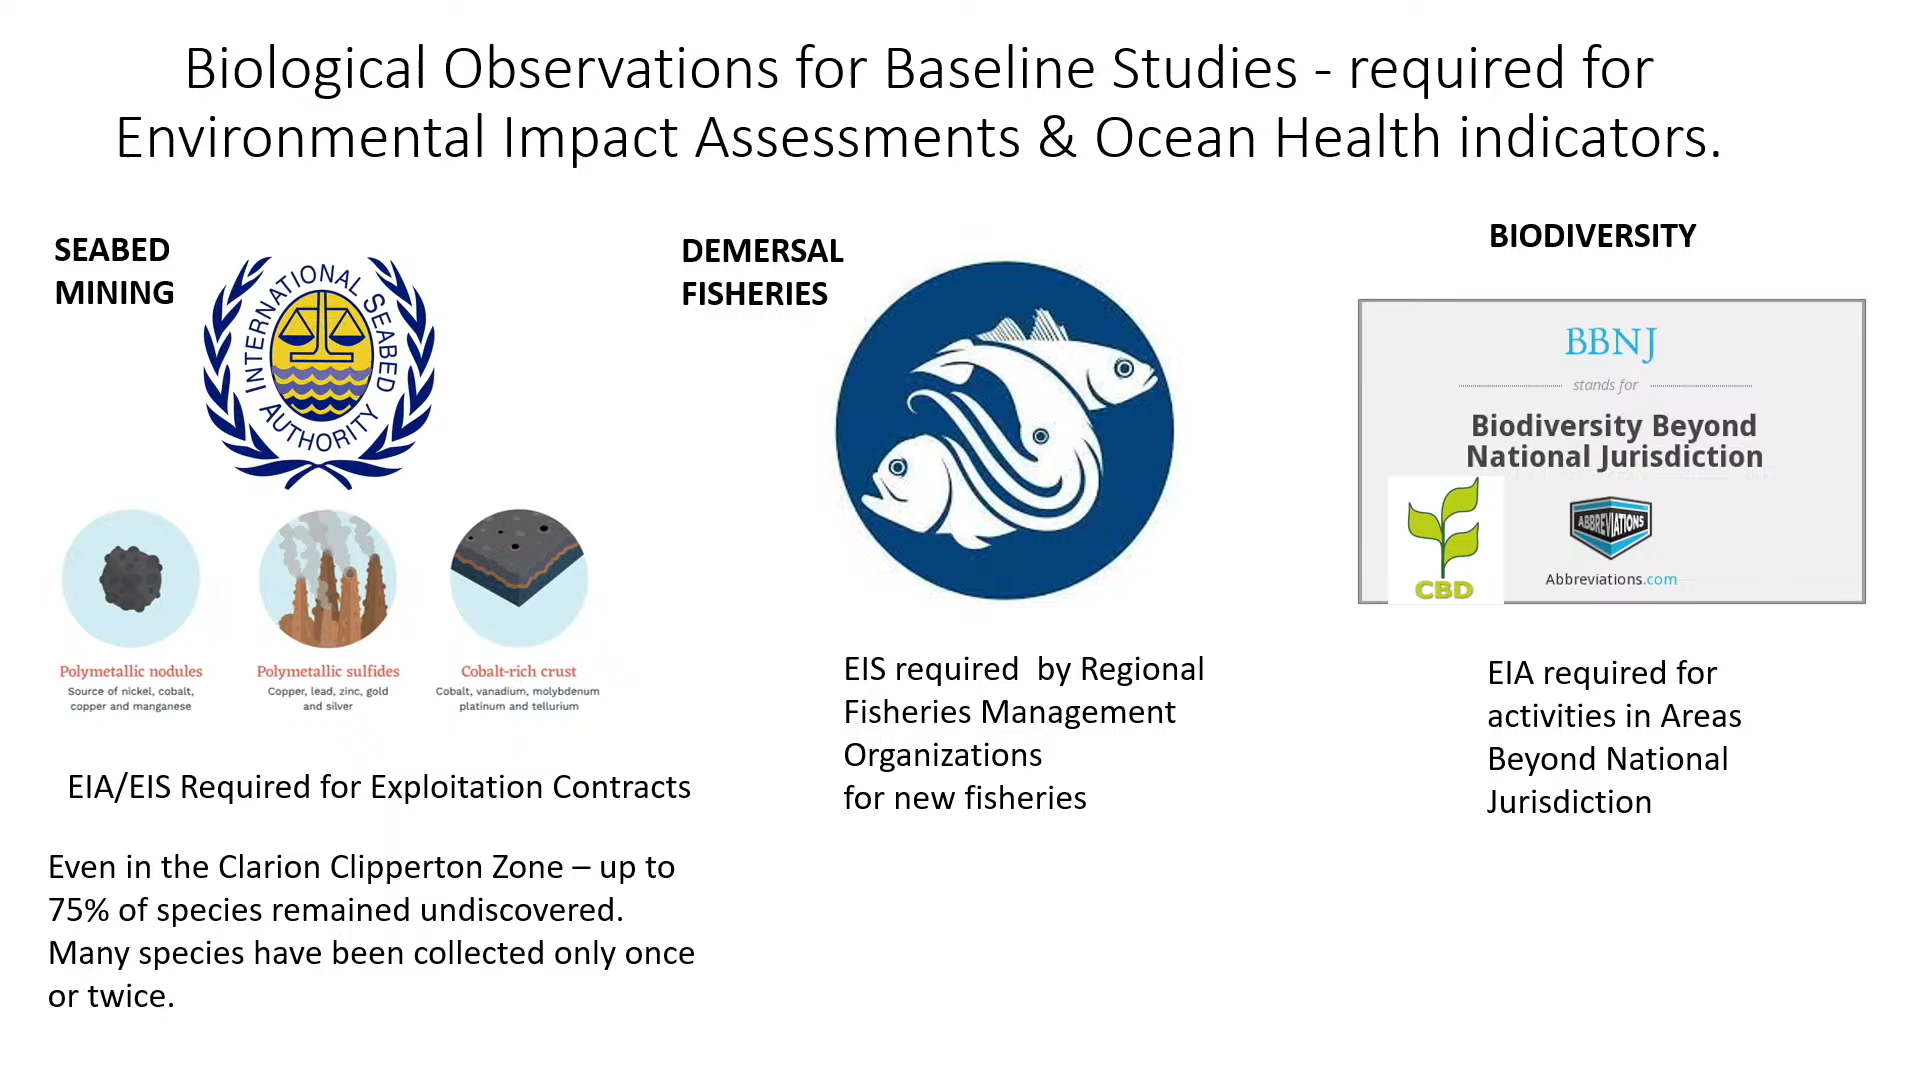 Biological Observations for Baseline Studies - required for
Environmental Impact Assessments & Ocean Health indicators.
SEABED
MINING
INTERNATIONAL SEABED
AUTHORITY
Polymetallic nodules
Source of nickel, cobalt,
copper and manganese
Polymetallic sulfides
Copper, lead, zinc, gold
and silver
Cobalt-rich crust
Cobalt, vanadium, molybdenum
platinum and tellurium
EIA/EIS Required for Exploitation Contracts
Even in the Clarion Clipperton Zone – up to
75% of species remained undiscovered.
Many species have been collected only once
or twice.
DEMERSAL
FISHERIES
EIS required  by Regional
Fisheries Management
Organizations
for new fisheries
BIODIVERSITY
BBNJ
stands for
Biodiversity Beyond
National Jurisdiction
CBD
ABBREVIATIONS
Abbreviations.com
EIA required for
activities in Areas
Beyond National
Jurisdiction